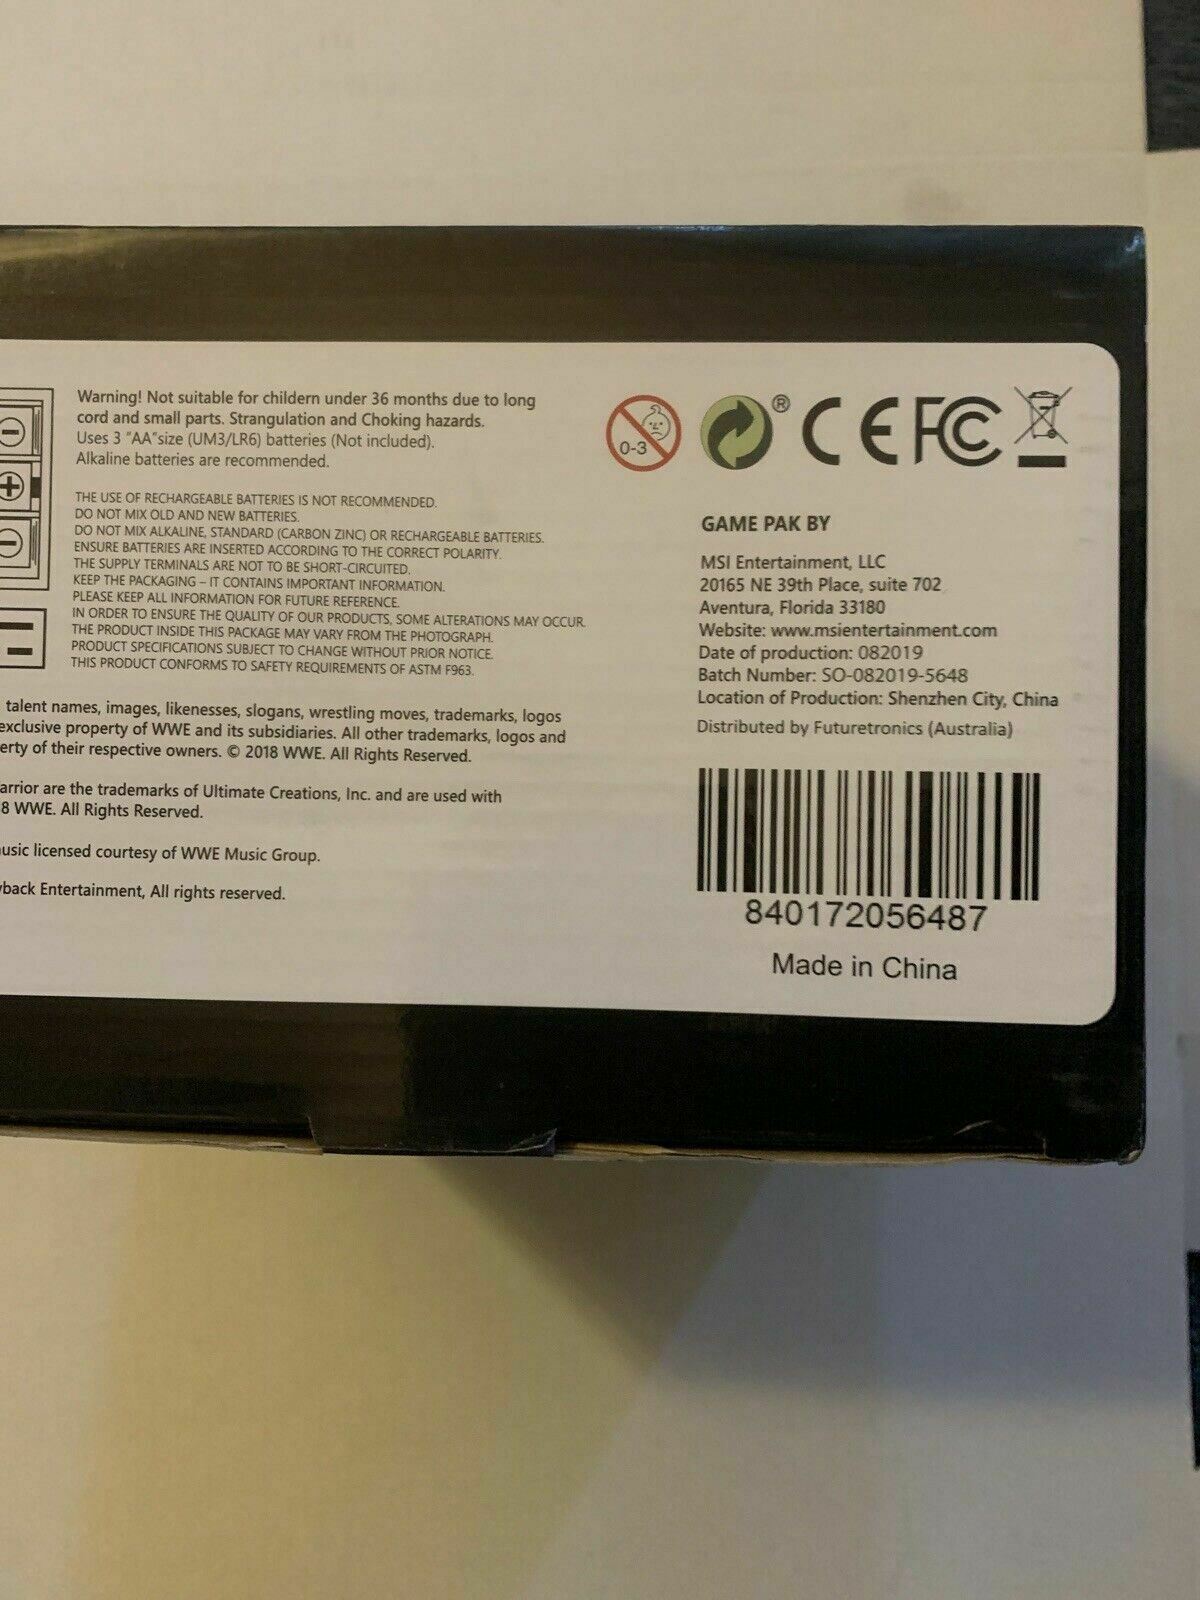 Warning! Not suitable for childern under 36 months due to long
cord and small parts. Strangulation and Choking hazards.
Uses 3 "AA"size (UM3/LR6) batteries (Not included).
Alkaline batteries are recommended.
THE USE OF RECHARGEABLE BATTERIES IS NOT RECOMMENDED.
DO NOT MIX OLD AND NEW BATTERIES.
DO NOT MIX ALKALINE, STANDARD (CARBON ZINC) OR RECHARGEABLE BATTERIES.
ENSURE BATTERIES ARE INSERTED ACCORDING TO THE CORRECT POLARITY.
THE SUPPLY TERMINALS ARE NOT TO BE SHORT-CIRCUITED.
KEEP THE PACKAGING – IT CONTAINS IMPORTANT INFORMATION.
PLEASE KEEP ALL INFORMATION FOR FUTURE REFERENCE.
IN ORDER TO ENSURE THE QUALITY OF OUR PRODUCTS, SOME ALTERATIONS MAY OCCUR.
THE PRODUCT INSIDE THIS PACKAGE MAY VARY FROM THE PHOTOGRAPH.
PRODUCT SPECIFICATIONS SUBJECT TO CHANGE WITHOUT PRIOR NOTICE.
THIS PRODUCT CONFORMS TO SAFETY REQUIREMENTS OF ASTM F963.
talent names, images, likenesses, slogans, wrestling moves, trademarks, logos
exclusive property of WWE and its subsidiaries. All other trademarks, logos and
erty of their respective owners. © 2018 WWE. All Rights Reserved.
arrior are the trademarks of Ultimate Creations, Inc. and are used with
8 WWE. All Rights Reserved.
usic licensed courtesy of WWE Music Group.
yback Entertainment, All rights reserved.
0-3
® CE FC
GAME PAK BY
MSI Entertainment, LLC
20165 NE 39th Place, suite 702
Aventura, Florida 33180
Website: www.msientertainment.com
Date of production: 082019
Batch Number: SO-082019-5648
Location of Production: Shenzhen City, China
Distributed by Futuretronics (Australia)
840172056487
Made in China